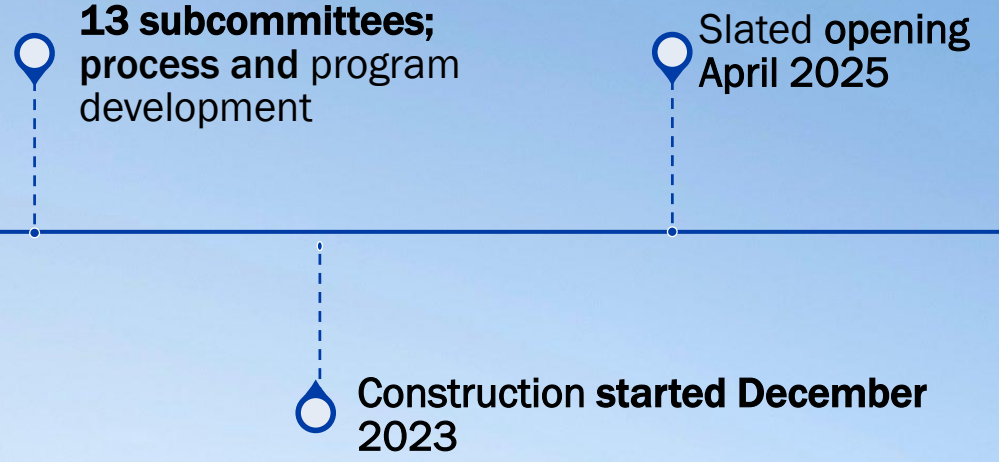 13 subcommittees;
process and program
development
Slated opening
April 2025
Construction started December
2023